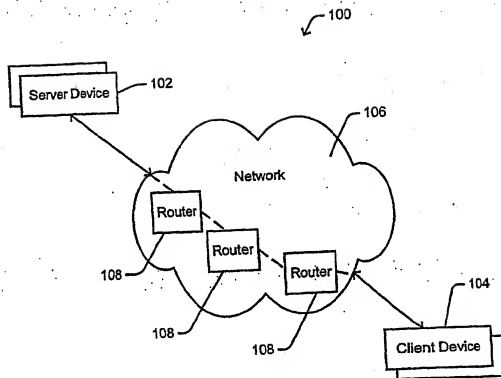 100
Server Device
102
106
Network
Router
108
Router
108
Router
108
104
Client Device